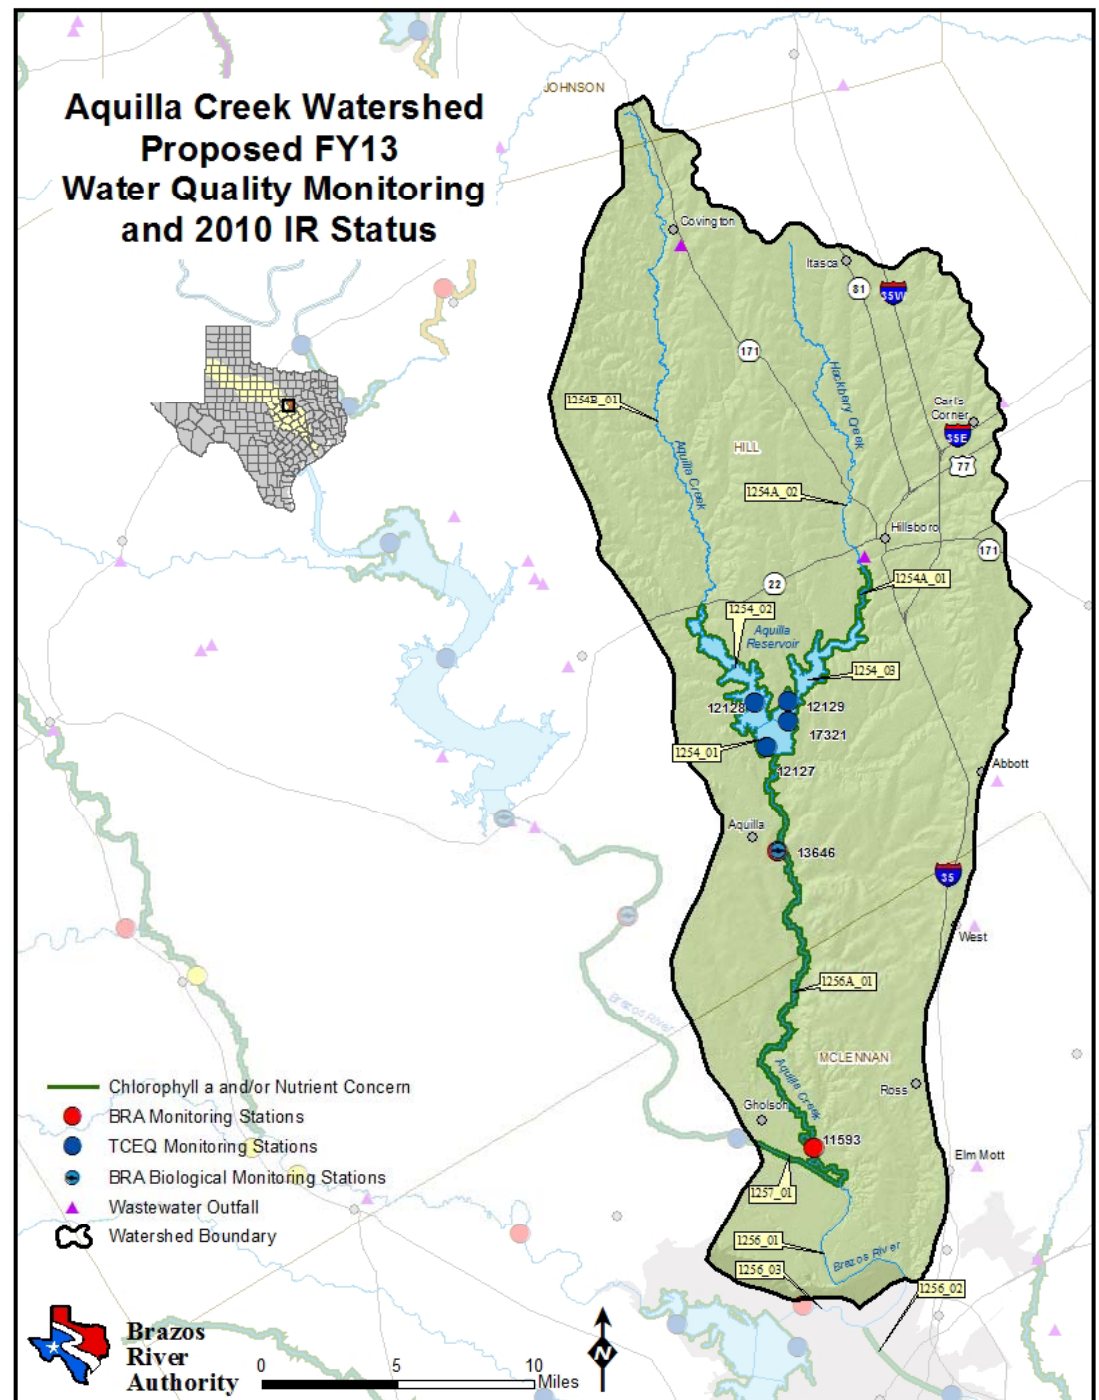 Aquilla Creek Watershed
Proposed FY13
Water Quality Monitoring
and 2010 IR Status
JOHNSON
Covington
Itasca
81
35W
171
Hackbery Creek
1254B_01
Carl's
Corner
35E
77
HILL
Aquilla Creek
1254A_02
Hillsboro
171
22
1254A_01
1254_02
Aquilla
Reservoir
1254_03
12128
12129
17321
1254_01
12127
Abbott
Aquilla
13646
35
West
1256A_01
Brazos River
MCLENNAN
Aquilla Creek
Ross
Gholson
11593
Elm Mott
1257_01
1256_01
Brazos River
1256_03
1256_02
Chlorophyll a and/or Nutrient Concern
BRA Monitoring Stations
TCEQ Monitoring Stations
BRA Biological Monitoring Stations
Wastewater Outfall
Watershed Boundary
Brazos
River
Authority
0 5 10
Miles
N